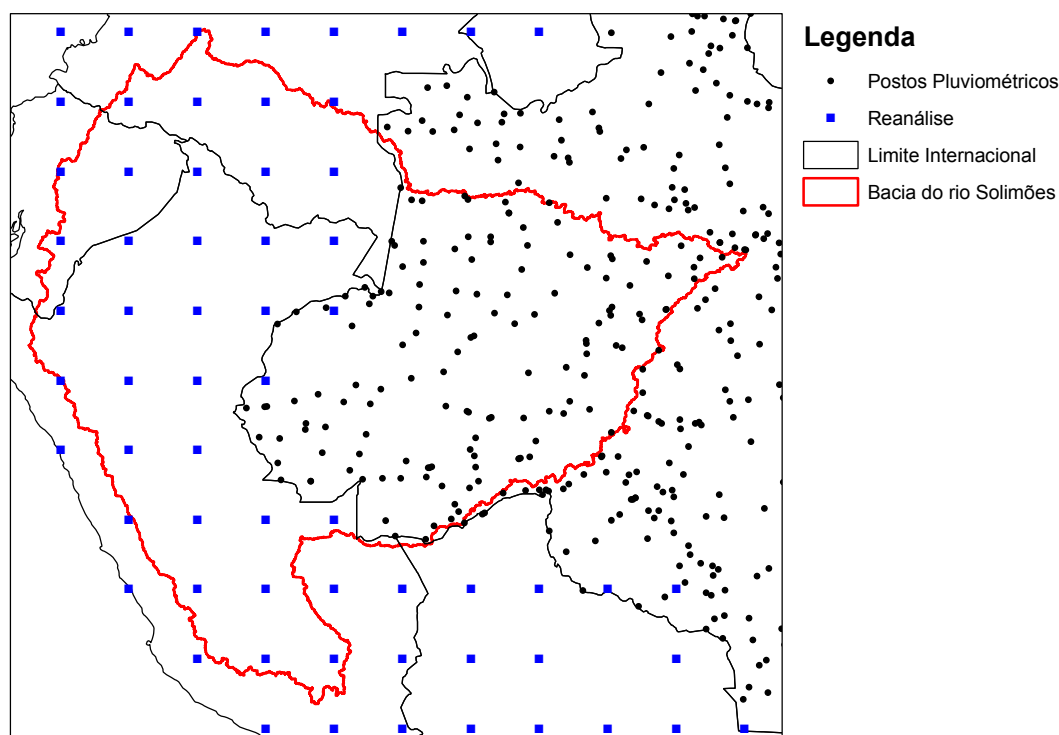 Legenda
Postos Pluviométricos
Reanálise
Limite Internacional
Bacia do rio Solimões